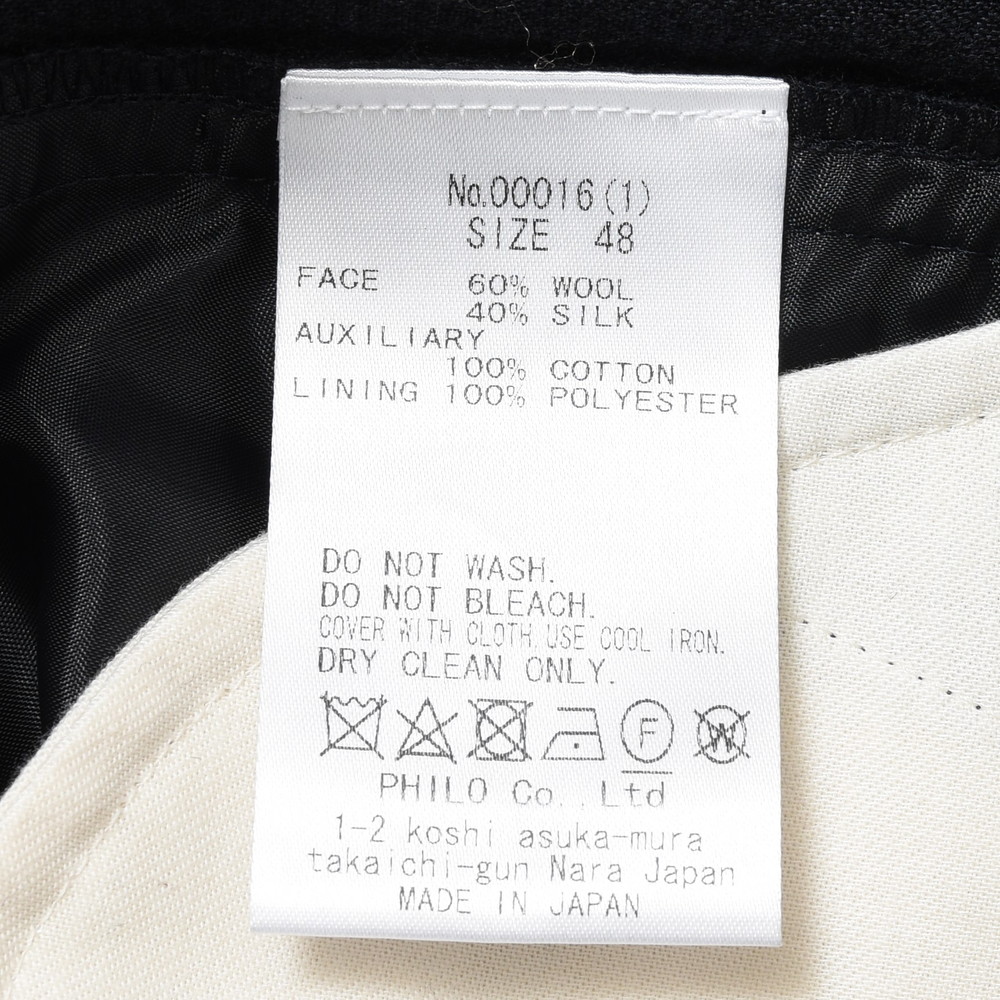 No.00016(1)
SIZE 48
FACE 60% WOOL
40% SILK
AUXILIARY
100% COTTON
LINING 100% POLYESTER
DO NOT WASH.
DO NOT BLEACH.
COVER WITH CLOTH.USE COOL IRON.
DRY CLEAN ONLY.
F W
PHILO Co.,Ltd
1-2 koshi asuka-mura
takaichi-gun Nara Japan
MADE IN JAPAN